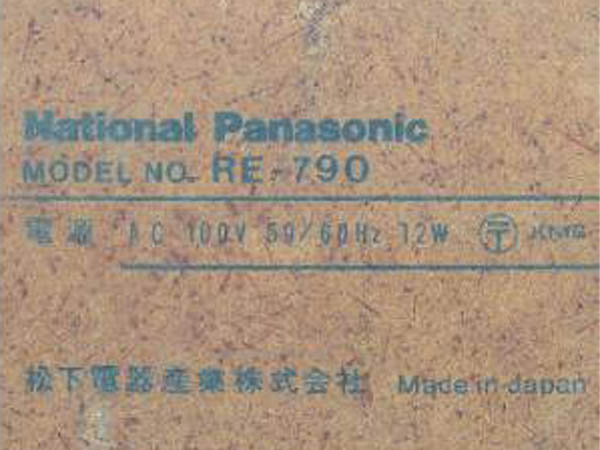 National Panasonic
MODEL NO. RE-790
電源 AC 100V 50/60Hz 12W 〒 KMG
松下電器産業株式会社 Made in Japan